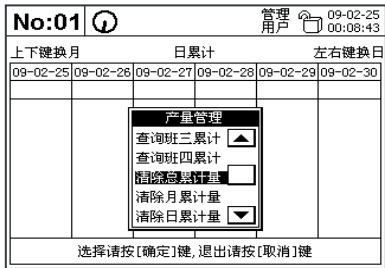 No:01 管理用户 09-02-25 00:08:43
上下键换月 日累计 左右键换日
09-02-25 09-02-26 09-02-27 09-02-28 09-02-29 09-02-30
产量管理
查询班三累计
查询班四累计
清除总累计量
清除月累计量
清除日累计量
选择请按[确定]键,退出请按[取消]键